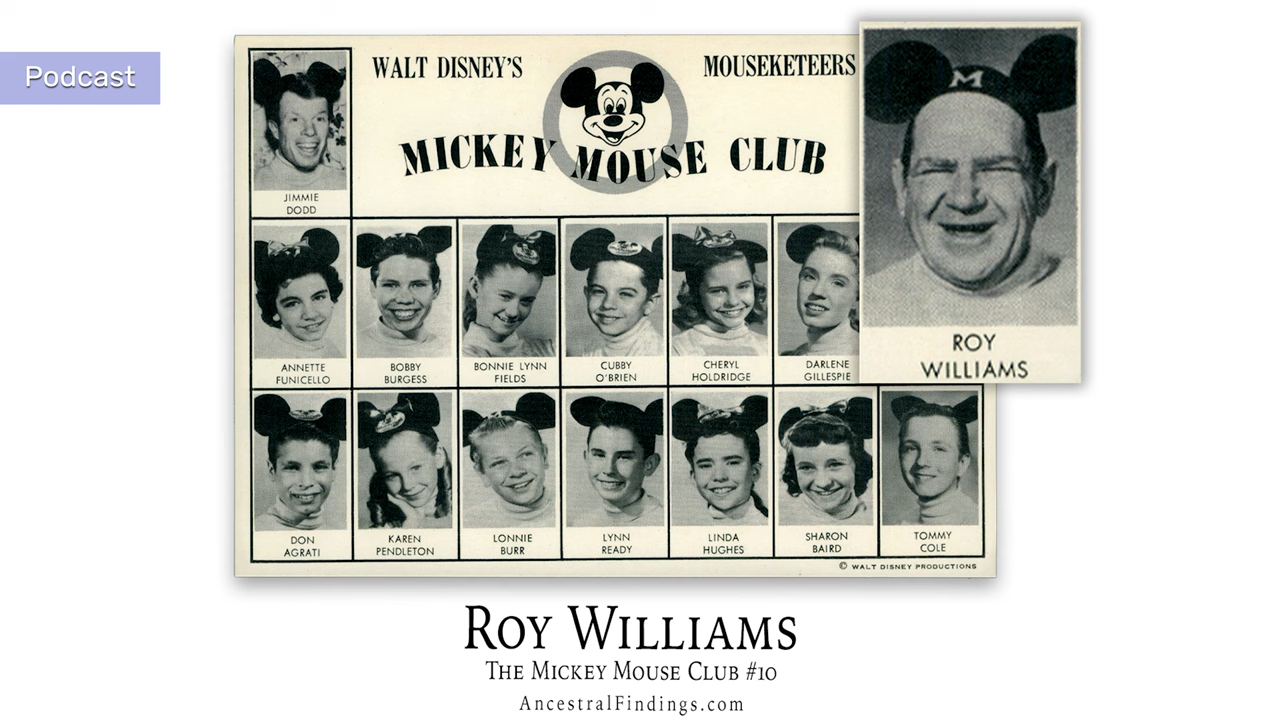 Podcast
WALT DISNEY'S
MOUSEKETEERS
MICKEY MOUSE CLUB
M
JIMMIE
DODD
ROY
WILLIAMS
ANNETTE
FUNICELLO
BOBBY
BURGESS
BONNIE LYNN
FIELDS
CUBBY
O'BRIEN
CHERYL
HOLDRIDGE
DARLENE
GILLESPIE
DON
AGRATI
KAREN
PENDLETON
LONNIE
BURR
LYNN
READY
LINDA
HUGHES
SHARON
BAIRD
TOMMY
COLE
© WALT DISNEY PRODUCTIONS
ROY WILLIAMS
THE MICKEY MOUSE CLUB #10
ANCESTRALFINDINGS.COM